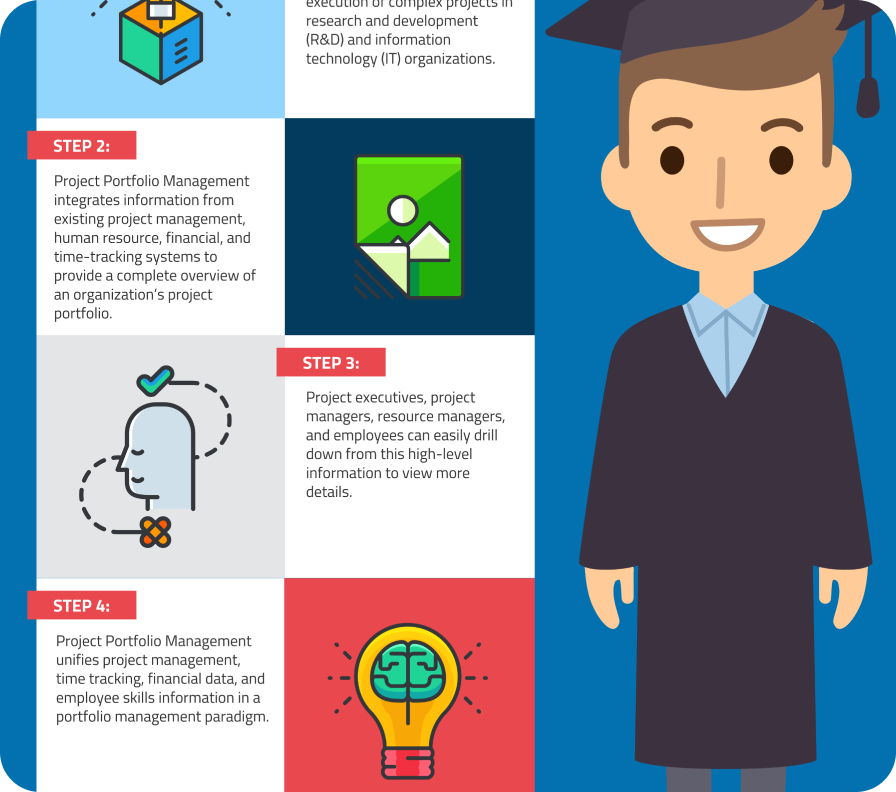 execution of complex projects in
research and development
(R&D) and information
technology (IT) organizations.
STEP 2:
Project Portfolio Management
integrates information from
existing project management,
human resource, financial, and
time-tracking systems to
provide a complete overview of
an organization's project
portfolio.
STEP 3:
Project executives, project
managers, resource managers,
and employees can easily drill
down from this high-level
information to view more
details.
STEP 4:
Project Portfolio Management
unifies project management,
time tracking, financial data, and
employee skills information in a
portfolio management paradigm.